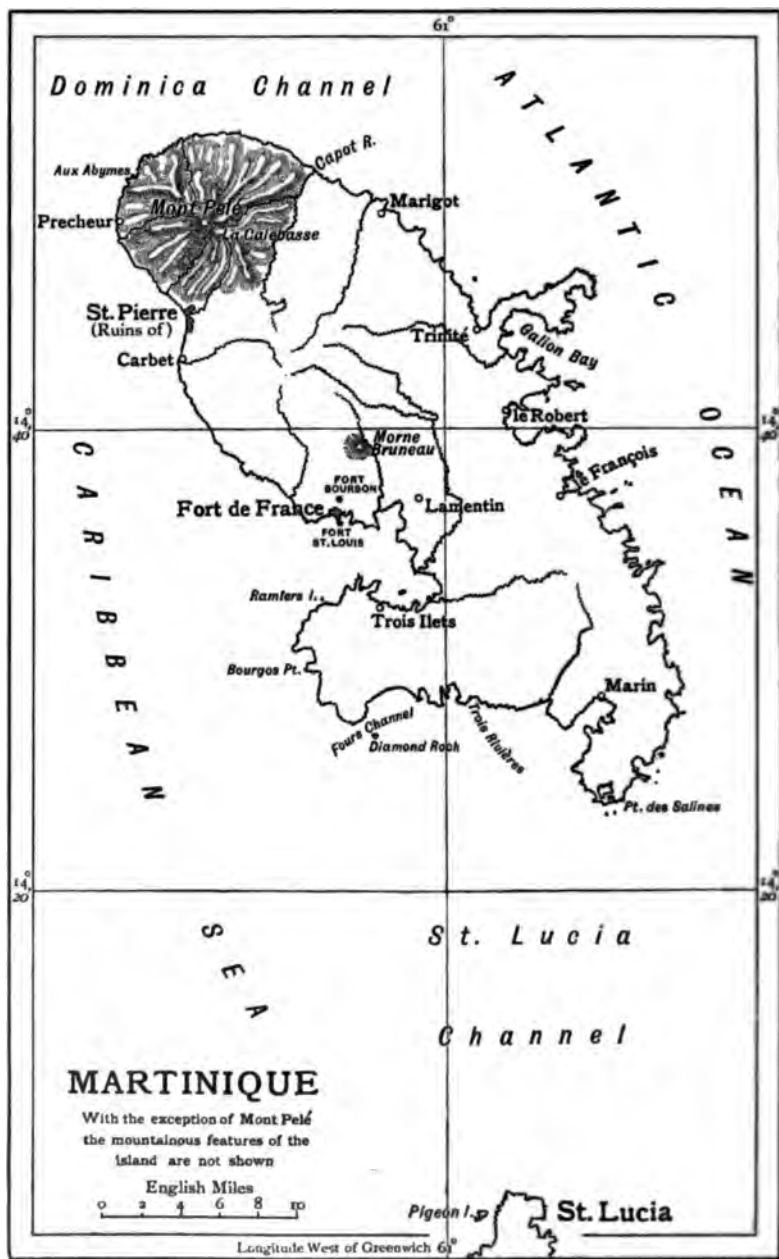 61°
Dominica Channel
ATLANTIC
OCEAN
Capot R.
Aux Abymes
Marigot
Mont Pelé
Precheur
La Calebasse
St. Pierre
(Ruins of)
Trinité
Galion Bay
Carbet
le Robert
14°
40
14°
40
Morne
Bruneau
CARIBBEAN
SEA
le François
FORT
BOURBON
Lamentin
Fort de France
FORT
ST. LOUIS
Ramiers I.
Trois Ilets
Bourgos Pt.
Marin
Fours Channel
Diamond Rock
Trois Rivières
Pt. des Salines
14°
20
14°
20
St. Lucia
Channel
MARTINIQUE
With the exception of Mont Pelé
the mountainous features of the
island are not shown
English Miles
0 2 4 6 8 10
Pigeon I.
St. Lucia
Longitude West of Greenwich 61°